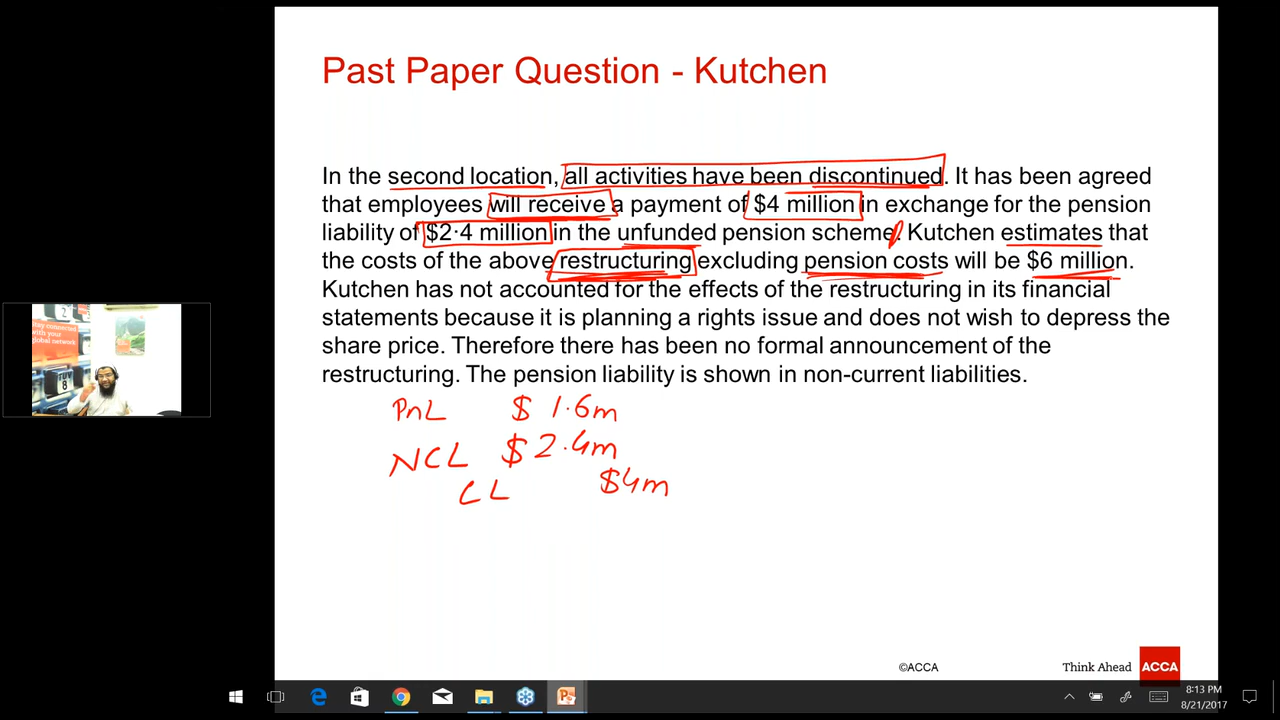 Past Paper Question - Kutchen
In the second location, all activities have been discontinued. It has been agreed
that employees will receive a payment of $4 million in exchange for the pension
liability of $2·4 million in the unfunded pension scheme. Kutchen estimates that
the costs of the above restructuring excluding pension costs will be $6 million.
Kutchen has not accounted for the effects of the restructuring in its financial
statements because it is planning a rights issue and does not wish to depress the
share price. Therefore there has been no formal announcement of the
restructuring. The pension liability is shown in non-current liabilities.
PnL $ 1.6m
NCL $ 2.4m
CL $4m
©ACCA
Think Ahead ACCA
8:13 PM
8/21/2017